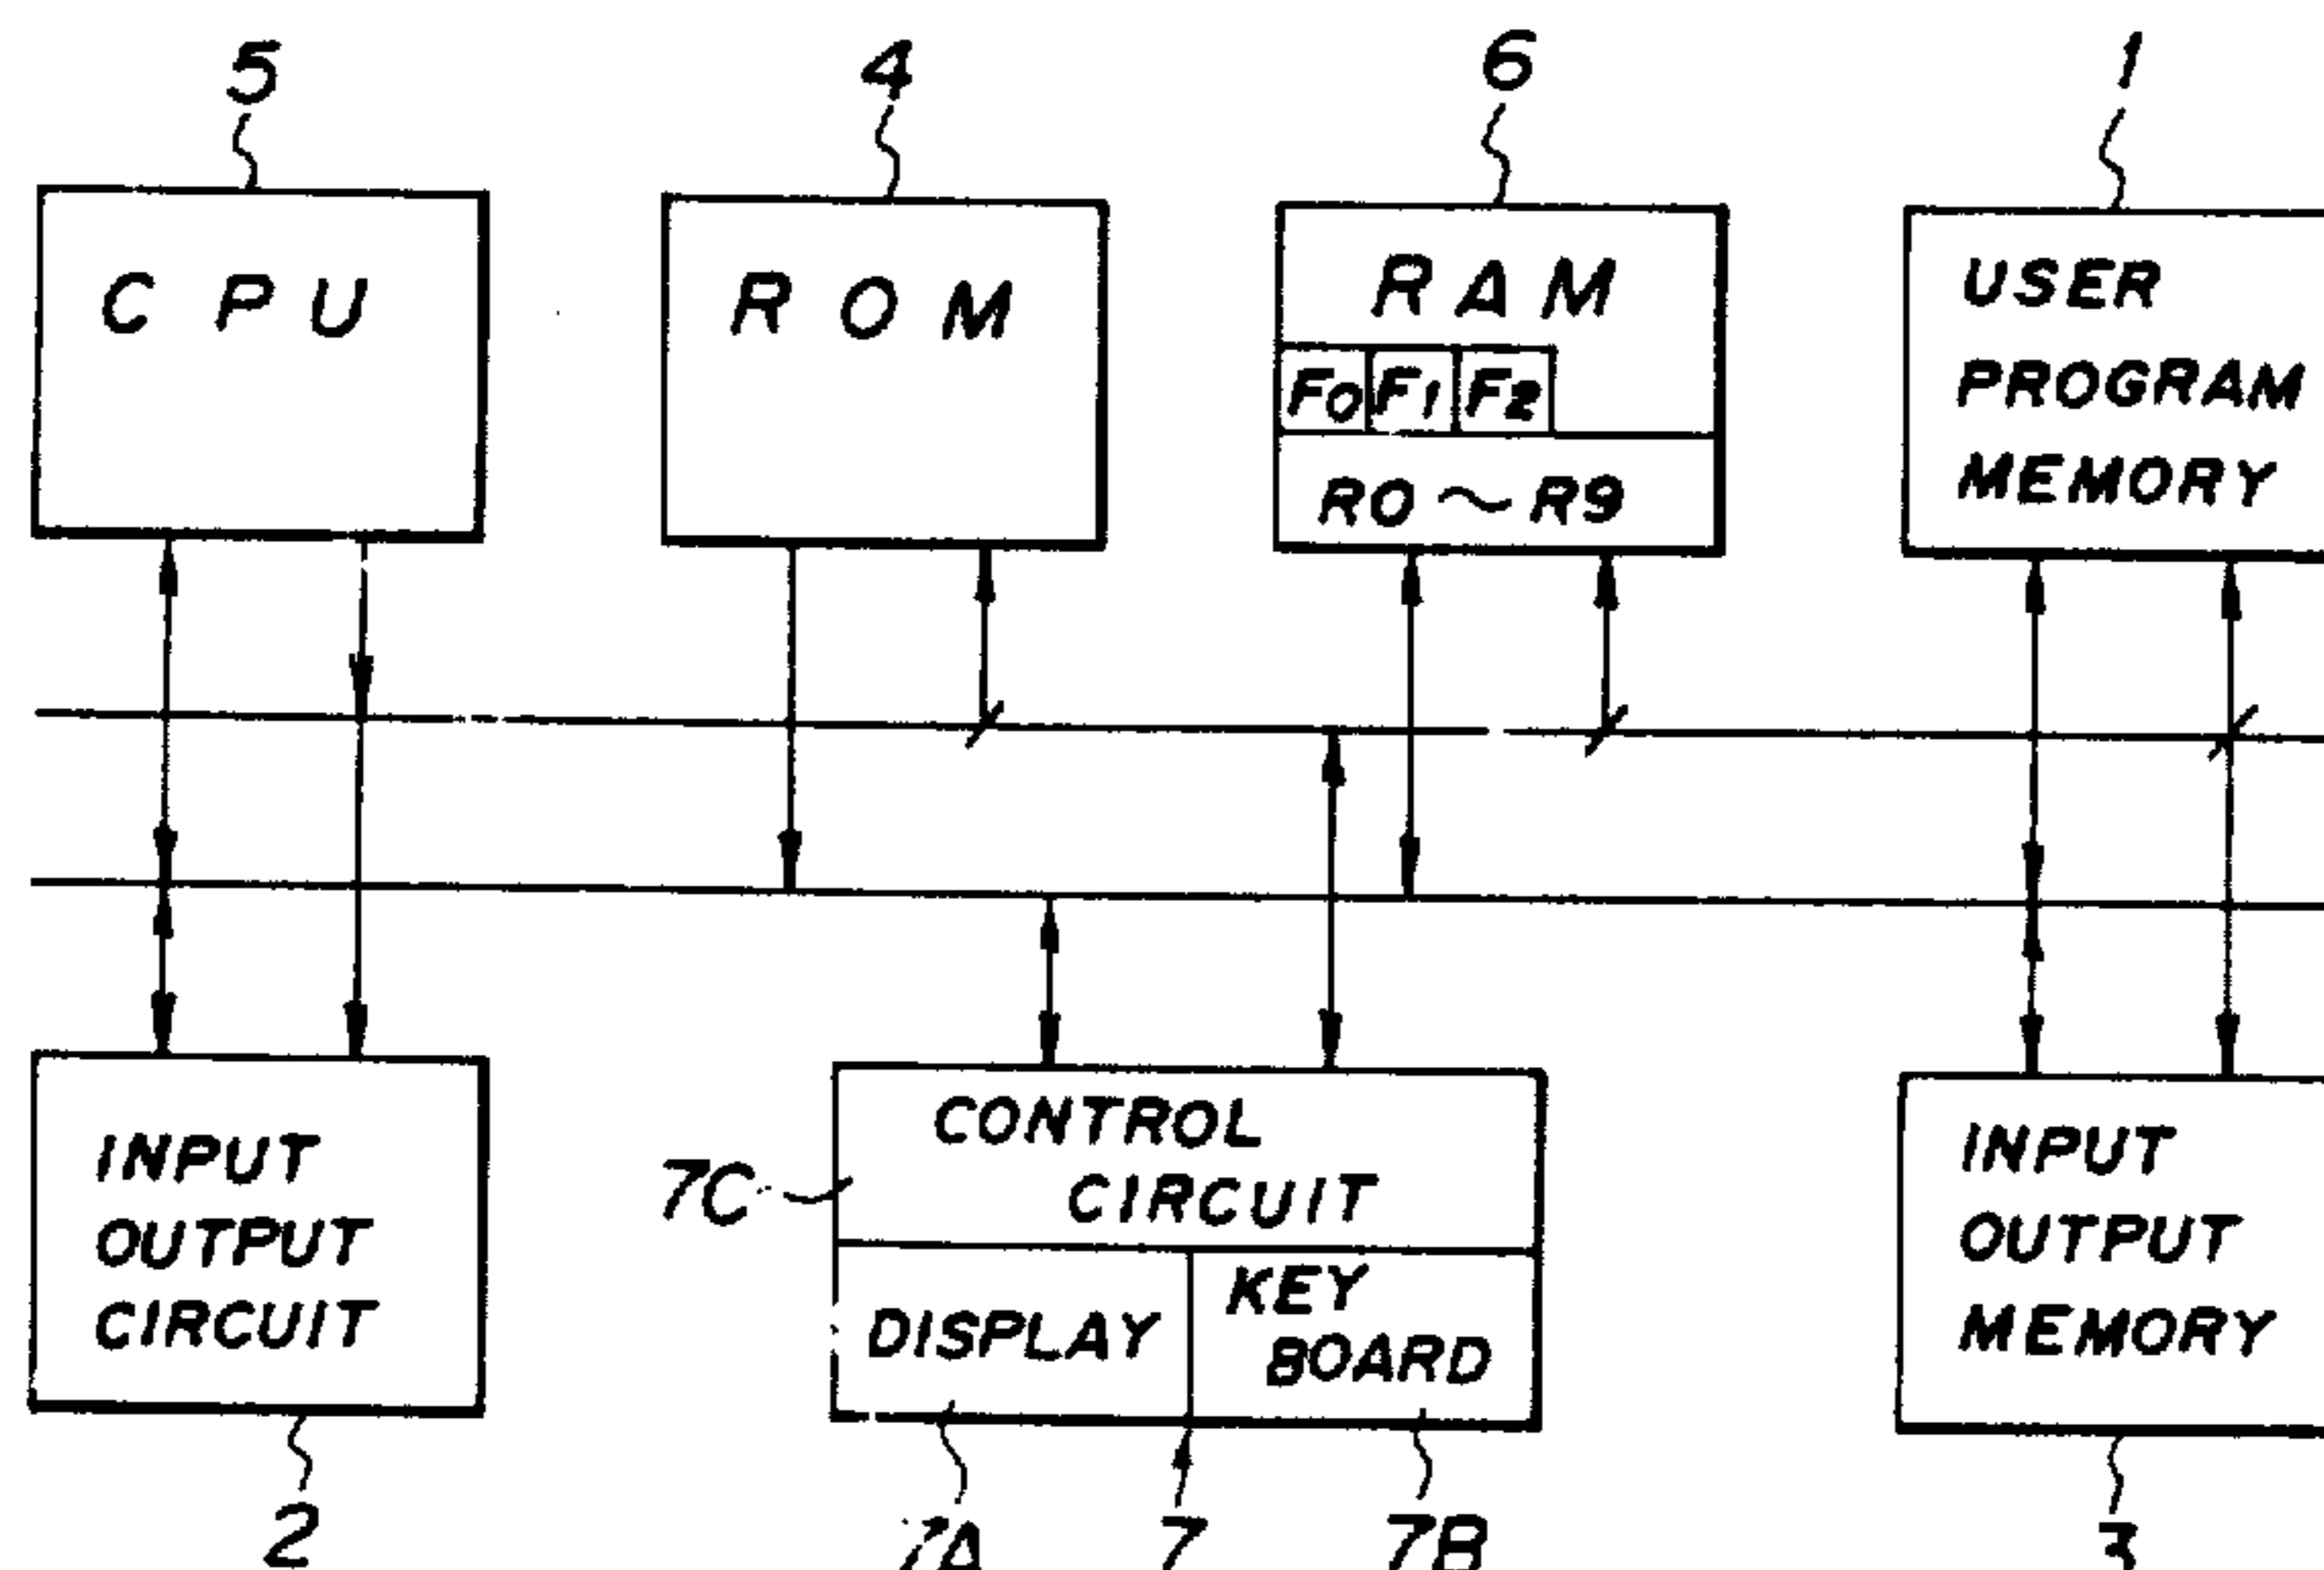 5
4
6
1
C P U
R O M
R A M
F0 F1 F2
R0 ~ R9
USER
PROGRAM
MEMORY
INPUT
OUTPUT
CIRCUIT
7C
CONTROL
CIRCUIT
DISPLAY
KEY
BOARD
INPUT
OUTPUT
MEMORY
2
7A
7
7B
3